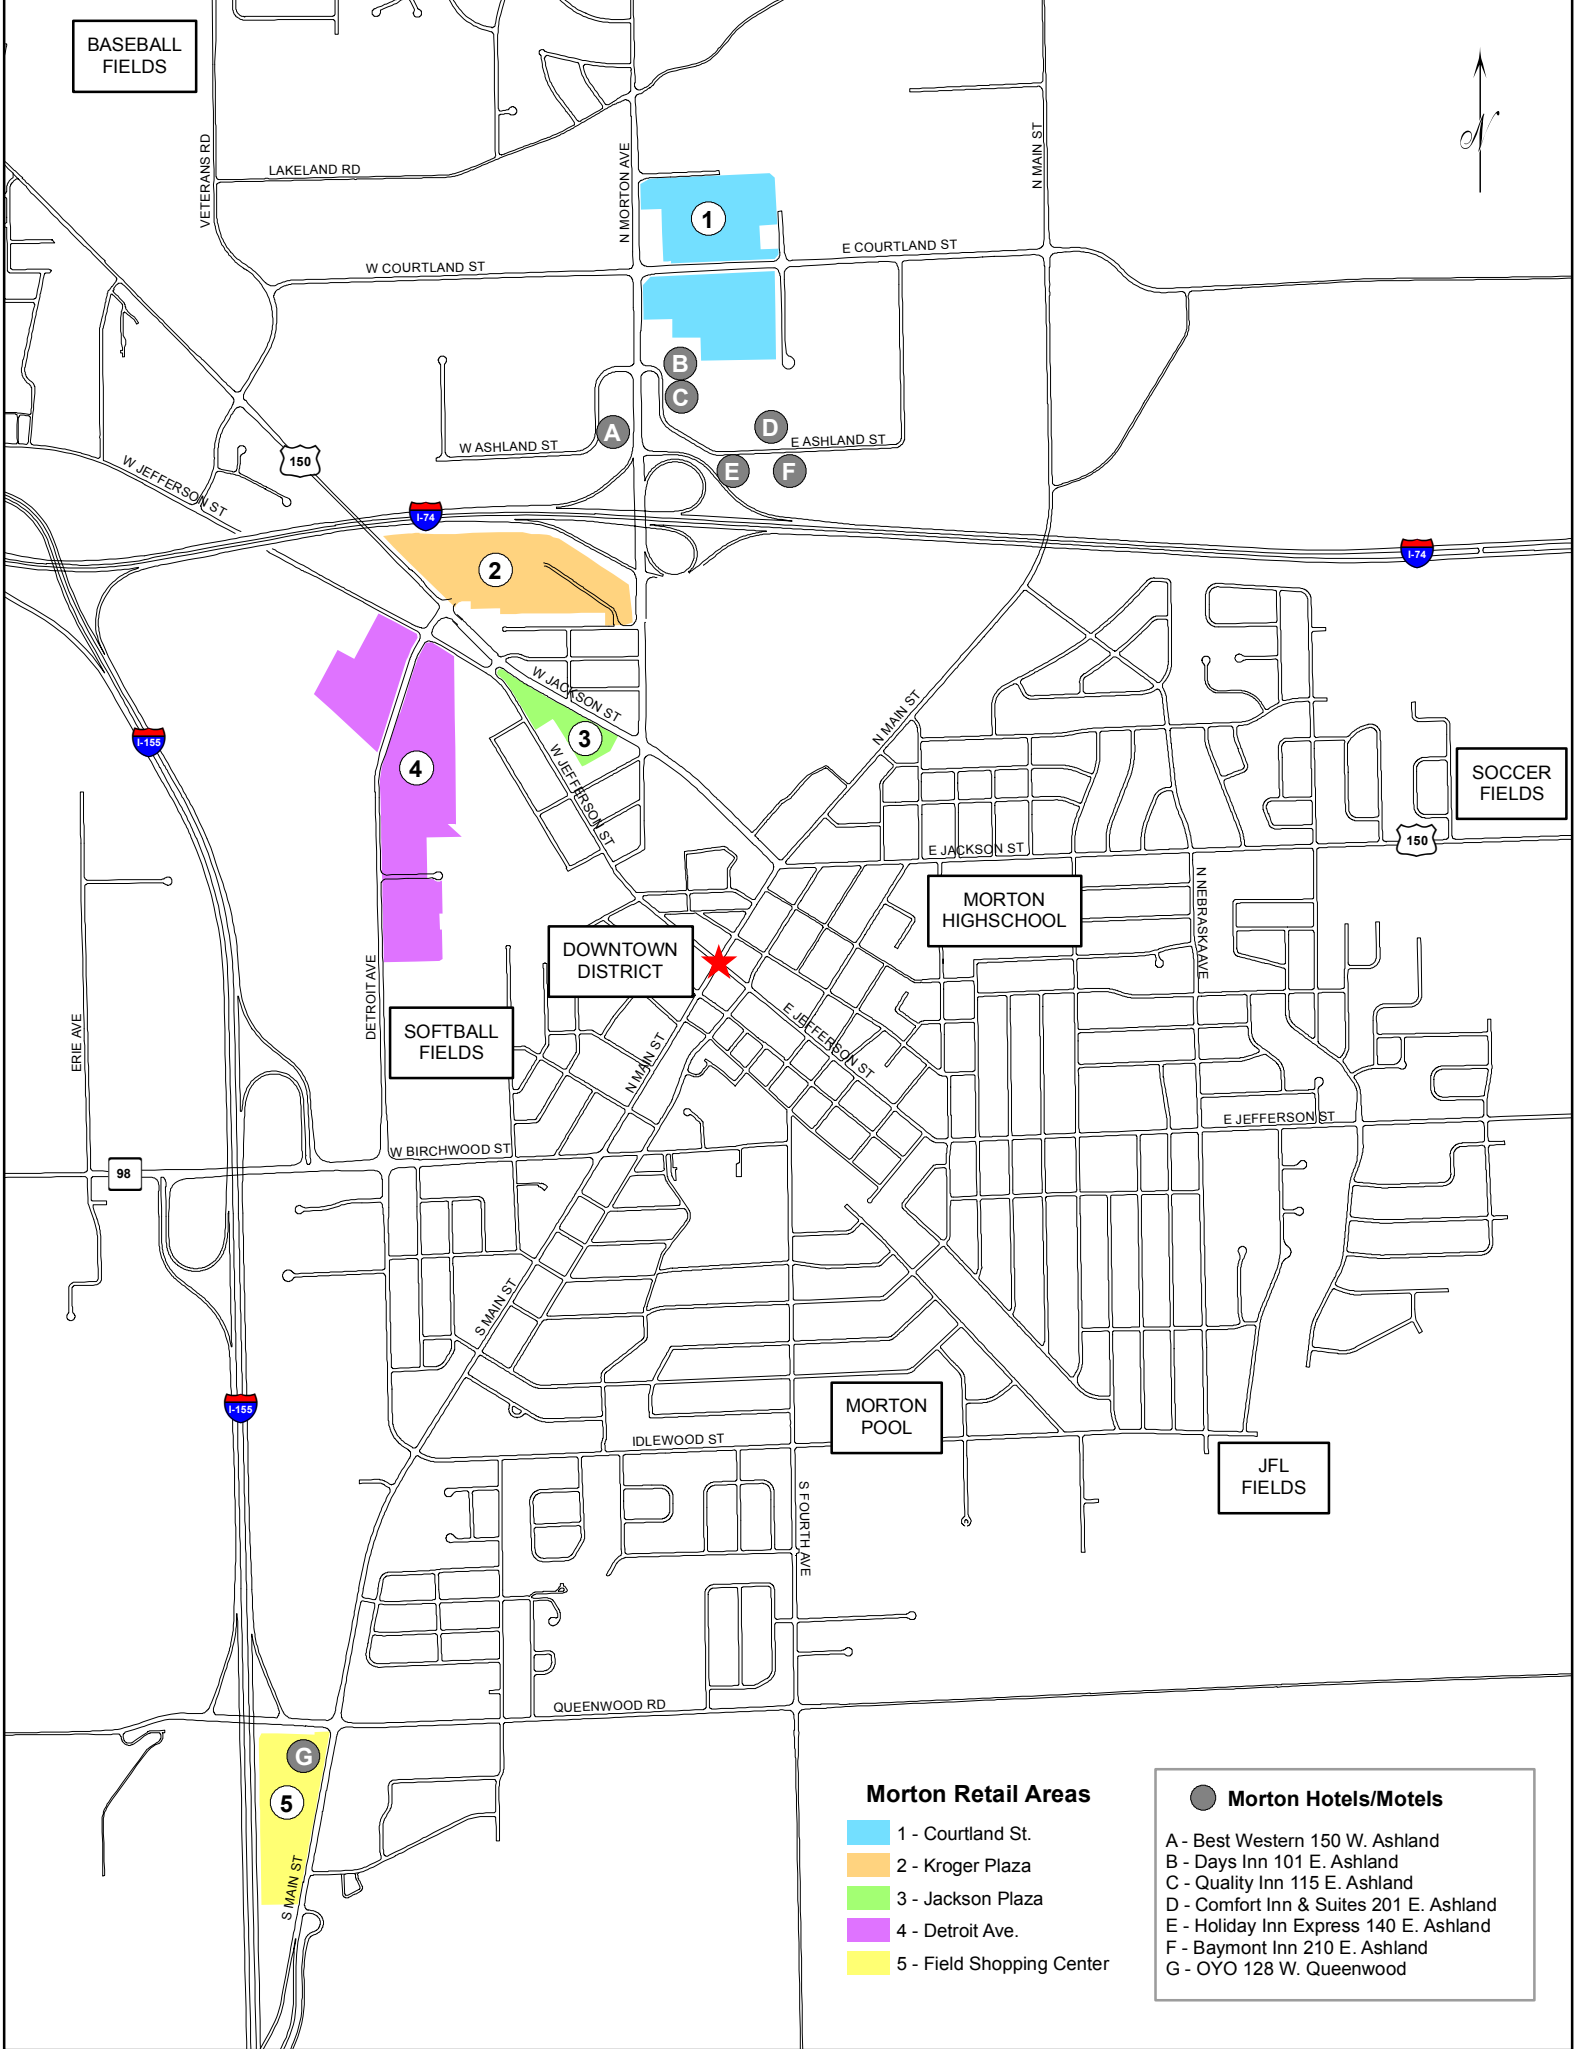 BASEBALL
FIELDS
N
VETERANS RD
LAKELAND RD
N MORTON AVE
N MAIN ST
1
W COURTLAND ST
E COURTLAND ST
B
C
A
D
W ASHLAND ST
E ASHLAND ST
E
F
150
W JEFFERSON ST
I-74
I-74
2
W JACKSON ST
N MAIN ST
3
I-155
4
W JEFFERSON ST
SOCCER
FIELDS
150
E JACKSON ST
MORTON
HIGHSCHOOL
N NEBRASKA AVE
DOWNTOWN
DISTRICT
DETROIT AVE
ERIE AVE
SOFTBALL
FIELDS
N MAIN ST
E JEFFERSON ST
E JEFFERSON ST
W BIRCHWOOD ST
98
S MAIN ST
I-155
MORTON
POOL
IDLEWOOD ST
JFL
FIELDS
S FOURTH AVE
QUEENWOOD RD
G
5
S MAIN ST
Morton Retail Areas
1 - Courtland St.
2 - Kroger Plaza
3 - Jackson Plaza
4 - Detroit Ave.
5 - Field Shopping Center
Morton Hotels/Motels
A - Best Western 150 W. Ashland
B - Days Inn 101 E. Ashland
C - Quality Inn 115 E. Ashland
D - Comfort Inn & Suites 201 E. Ashland
E - Holiday Inn Express 140 E. Ashland
F - Baymont Inn 210 E. Ashland
G - OYO 128 W. Queenwood